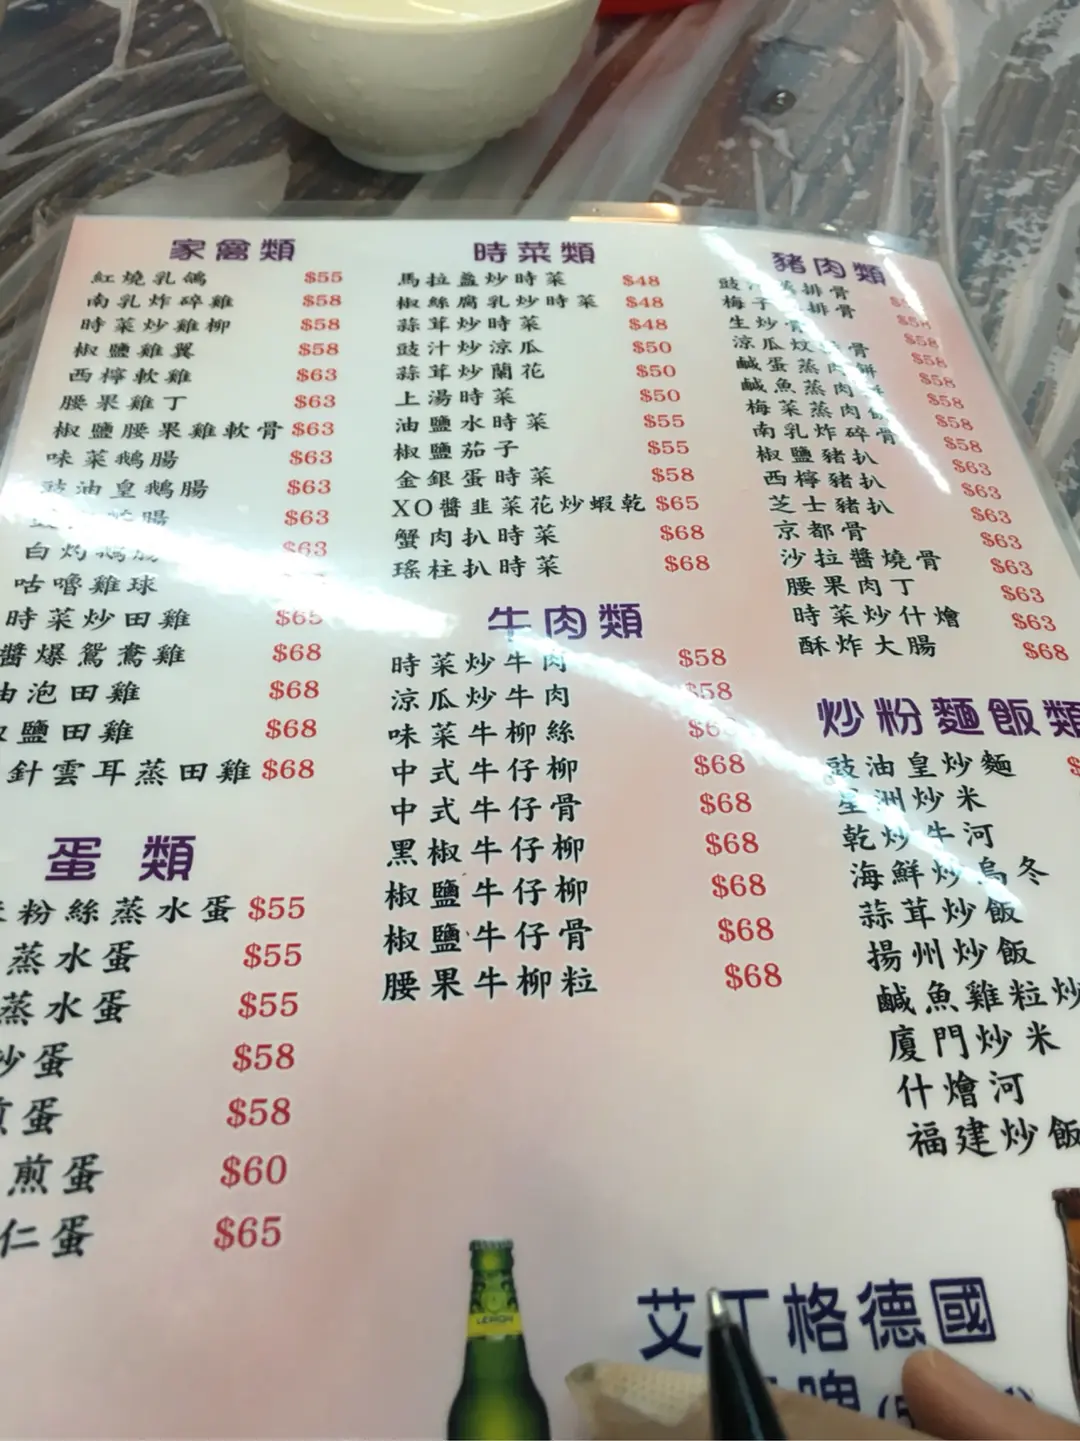 家禽類
紅燒乳鴿 $55
南乳炸碎雞 $58
時菜炒雞柳 $58
椒鹽雞翼 $58
西檸軟雞 $63
腰果雞丁 $63
椒鹽腰果雞軟骨 $63
味菜鵝腸 $63
豉油皇鵝腸 $63
腸 $63
白灼鵝腸 $63
咕嚕雞球
時菜炒田雞 $65
醬爆鴛鴦雞 $68
油泡田雞 $68
鹽田雞 $68
針雲耳蒸田雞 $68
蛋類
粉絲蒸水蛋 $55
蒸水蛋 $55
蒸水蛋 $55
炒蛋 $58
煎蛋 $58
煎蛋 $60
仁蛋 $65
時菜類
馬拉盞炒時菜 $48
椒絲腐乳炒時菜 $48
蒜茸炒時菜 $48
豉汁炒涼瓜 $50
蒜茸炒蘭花 $50
上湯時菜 $50
油鹽水時菜 $55
椒鹽茄子 $55
金銀蛋時菜 $58
XO醬韭菜花炒蝦乾 $65
蟹肉扒時菜 $68
瑤柱扒時菜 $68
牛肉類
時菜炒牛肉 $58
涼瓜炒牛肉 $58
味菜牛柳絲
中式牛仔柳 $68
中式牛仔骨 $68
黑椒牛仔柳 $68
椒鹽牛仔柳 $68
椒鹽牛仔骨 $68
腰果牛柳粒 $68
豬肉類
豉 排骨
梅子 排骨 $58
生炒骨 $58
涼瓜炆 骨 $58
鹹蛋蒸肉餅 $58
鹹魚蒸肉餅 $58
梅菜蒸肉餅 $58
南乳炸碎骨 $58
椒鹽豬扒 $63
西檸豬扒 $63
芝士豬扒 $63
京都骨 $63
沙拉醬燒骨 $63
腰果肉丁 $63
時菜炒什燴 $63
酥炸大腸 $68
炒粉麵飯類
豉油皇炒麵
星洲炒米
乾炒牛河
海鮮炒烏冬
蒜茸炒飯
揚州炒飯
鹹魚雞粒炒
廈門炒米
什燴河
福建炒飯
艾丁格德國
啤
LEMON